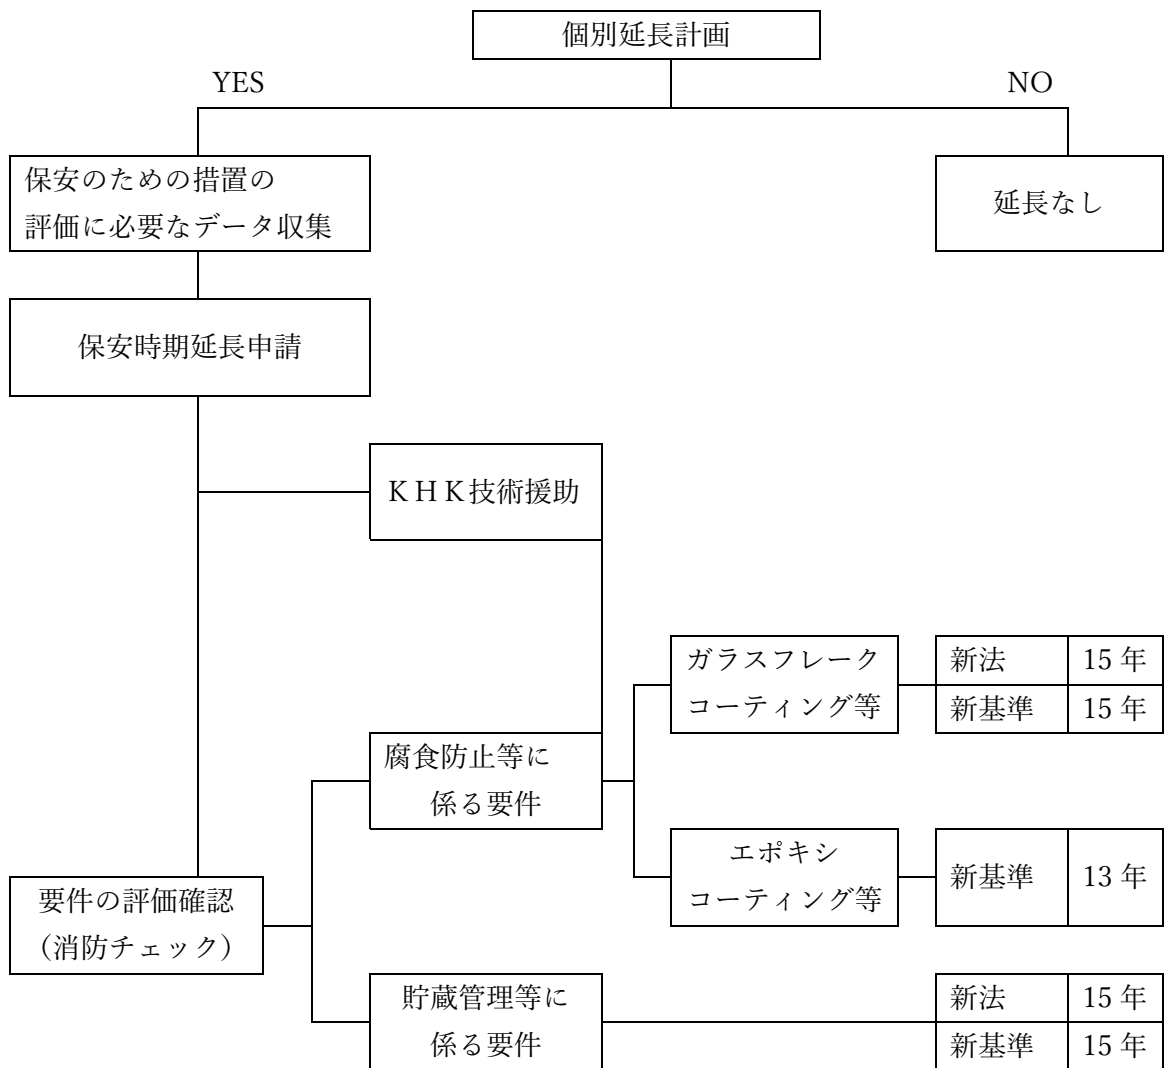 個別延長計画
YES
NO
保安のための措置の
評価に必要なデータ収集
延長なし
保安時期延長申請
ＫＨＫ技術援助
ガラスフレーク
コーティング等
新法
15 年
新基準
15 年
腐食防止等に
係る要件
エポキシ
コーティング等
新基準
13 年
要件の評価確認
（消防チェック）
貯蔵管理等に
係る要件
新法
15 年
新基準
15 年